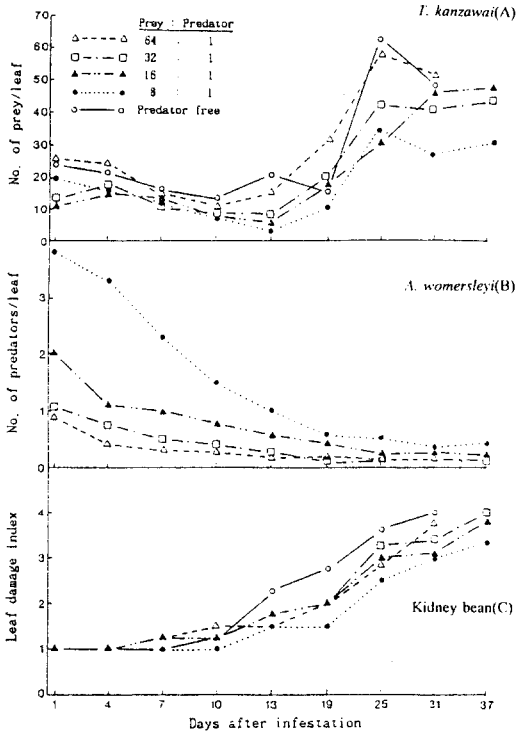 T. kanzawai(A)
Prey : Predator
64 : 1
32 : 1
16 : 1
8 : 1
Predator free
No. of prey/leaf
70
60
50
40
30
20
10
0
A. womersleyi(B)
No. of predators/leaf
3
2
1
0
Kidney bean(C)
Leaf damage index
4
3
2
1
0
1 4 7 10 13 19 25 31 37
Days after infestation